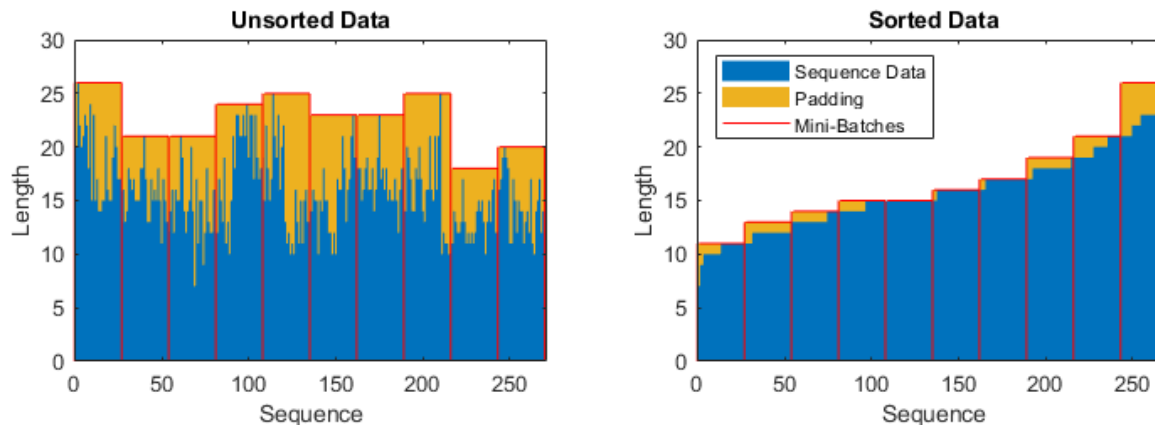 Unsorted Data
30
25
20
15
10
5
0
Length
0 50 100 150 200 250
Sequence
Sorted Data
30
25
20
15
10
5
0
Length
Sequence Data
Padding
Mini-Batches
0 50 100 150 200 250
Sequence